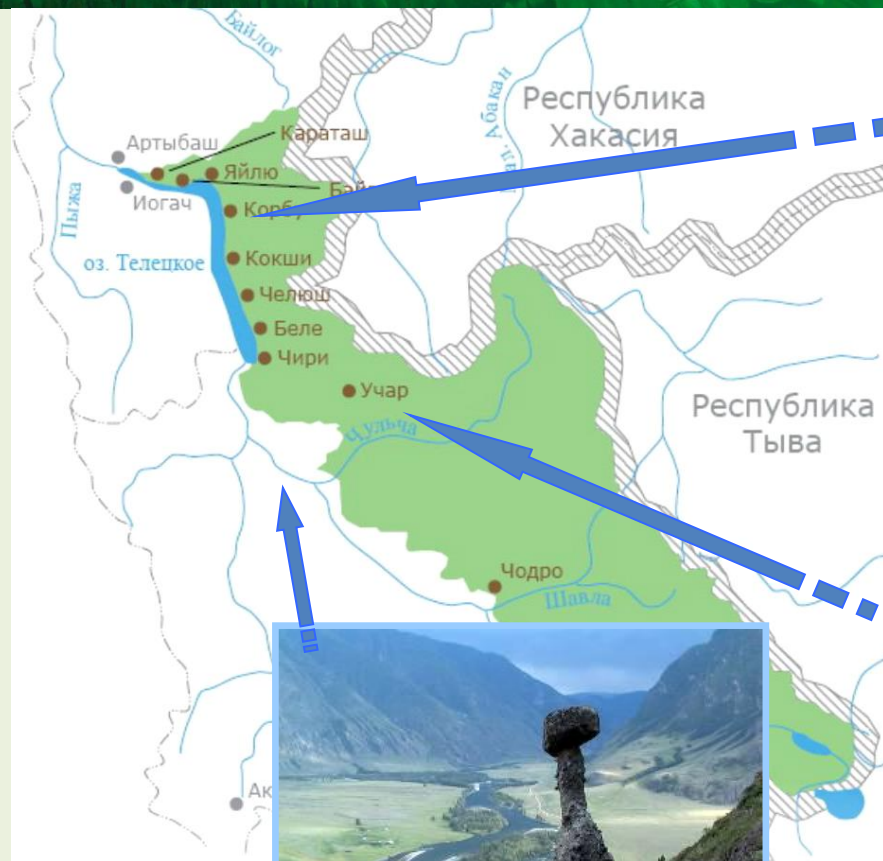 Байлог
Кал. Абакан
Республика
Хакасия
Артыбаш
Караташ
Яйлю
Иогач
Пыжа
Корбу
оз. Телецкое
Кокши
Челюш
Беле
Чири
Учар
Чульча
Республика
Тыва
Чодро
Шавла